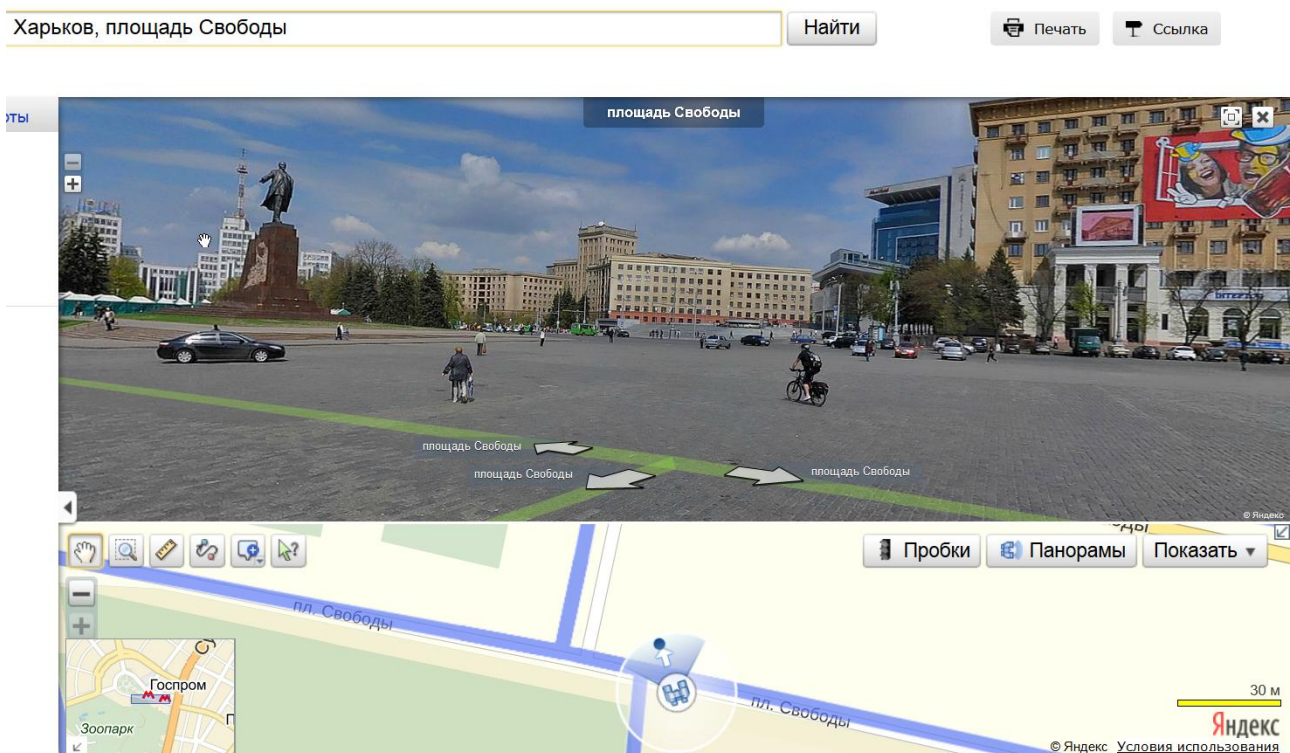 Харьков, площадь Свободы
Найти
Печать
Ссылка
оты
площадь Свободы
площадь Свободы
площадь Свободы
площадь Свободы
© Яндекс
Пробки
Панорамы
Показать
пл. Свободы
пл. Свободы
Госпром
Зоопарк
30 м
Яндекс
© Яндекс Условия использования